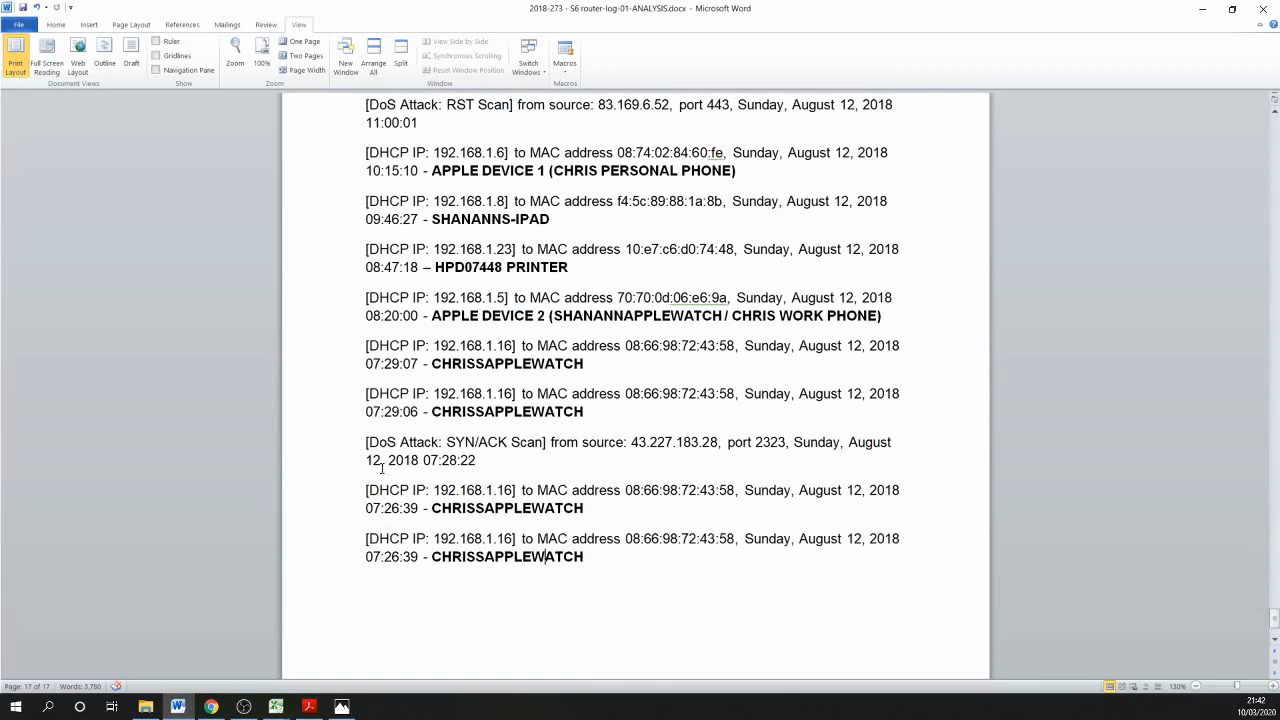 2018-273 - S6 router-log-01-ANALYSIS.docx - Microsoft Word
File Home Insert Page Layout References Mailings Review View
Print Layout Full Screen Reading Web Layout Outline Draft
Ruler
Gridlines
Navigation Pane
Zoom 100%
One Page
Two Pages
Page Width
New Window Arrange All Split
View Side by Side
Synchronous Scrolling
Reset Window Position
Switch Windows Macros
Document Views Show Zoom Window Macros
[DoS Attack: RST Scan] from source: 83.169.6.52, port 443, Sunday, August 12, 2018
11:00:01
[DHCP IP: 192.168.1.6] to MAC address 08:74:02:84:60:fe, Sunday, August 12, 2018
10:15:10 - APPLE DEVICE 1 (CHRIS PERSONAL PHONE)
[DHCP IP: 192.168.1.8] to MAC address f4:5c:89:88:1a:8b, Sunday, August 12, 2018
09:46:27 - SHANANNS-IPAD
[DHCP IP: 192.168.1.23] to MAC address 10:e7:c6:d0:74:48, Sunday, August 12, 2018
08:47:18 – HPD07448 PRINTER
[DHCP IP: 192.168.1.5] to MAC address 70:70:0d:06:e6:9a, Sunday, August 12, 2018
08:20:00 - APPLE DEVICE 2 (SHANANNAPPLEWATCH / CHRIS WORK PHONE)
[DHCP IP: 192.168.1.16] to MAC address 08:66:98:72:43:58, Sunday, August 12, 2018
07:29:07 - CHRISSAPPLEWATCH
[DHCP IP: 192.168.1.16] to MAC address 08:66:98:72:43:58, Sunday, August 12, 2018
07:29:06 - CHRISSAPPLEWATCH
[DoS Attack: SYN/ACK Scan] from source: 43.227.183.28, port 2323, Sunday, August
12, 2018 07:28:22
[DHCP IP: 192.168.1.16] to MAC address 08:66:98:72:43:58, Sunday, August 12, 2018
07:26:39 - CHRISSAPPLEWATCH
[DHCP IP: 192.168.1.16] to MAC address 08:66:98:72:43:58, Sunday, August 12, 2018
07:26:39 - CHRISSAPPLEWATCH
Page: 17 of 17 Words: 3,780 130%
21:42
10/03/2020